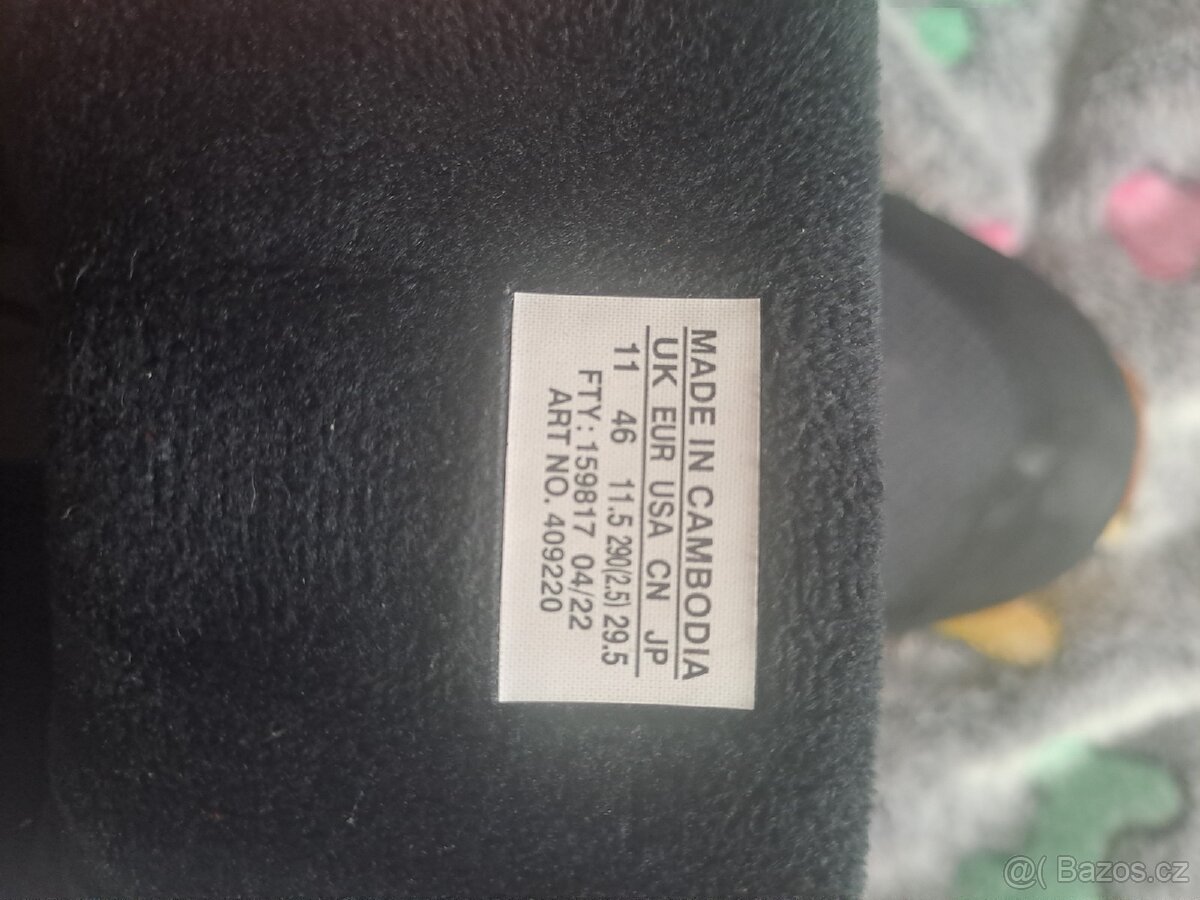 MADE IN CAMBODIA
UK EUR USA CN JP
11 46 11.5 290(2.5) 29.5
FTY: 159817 04/22
ART NO. 409220
@( Bazos.cz